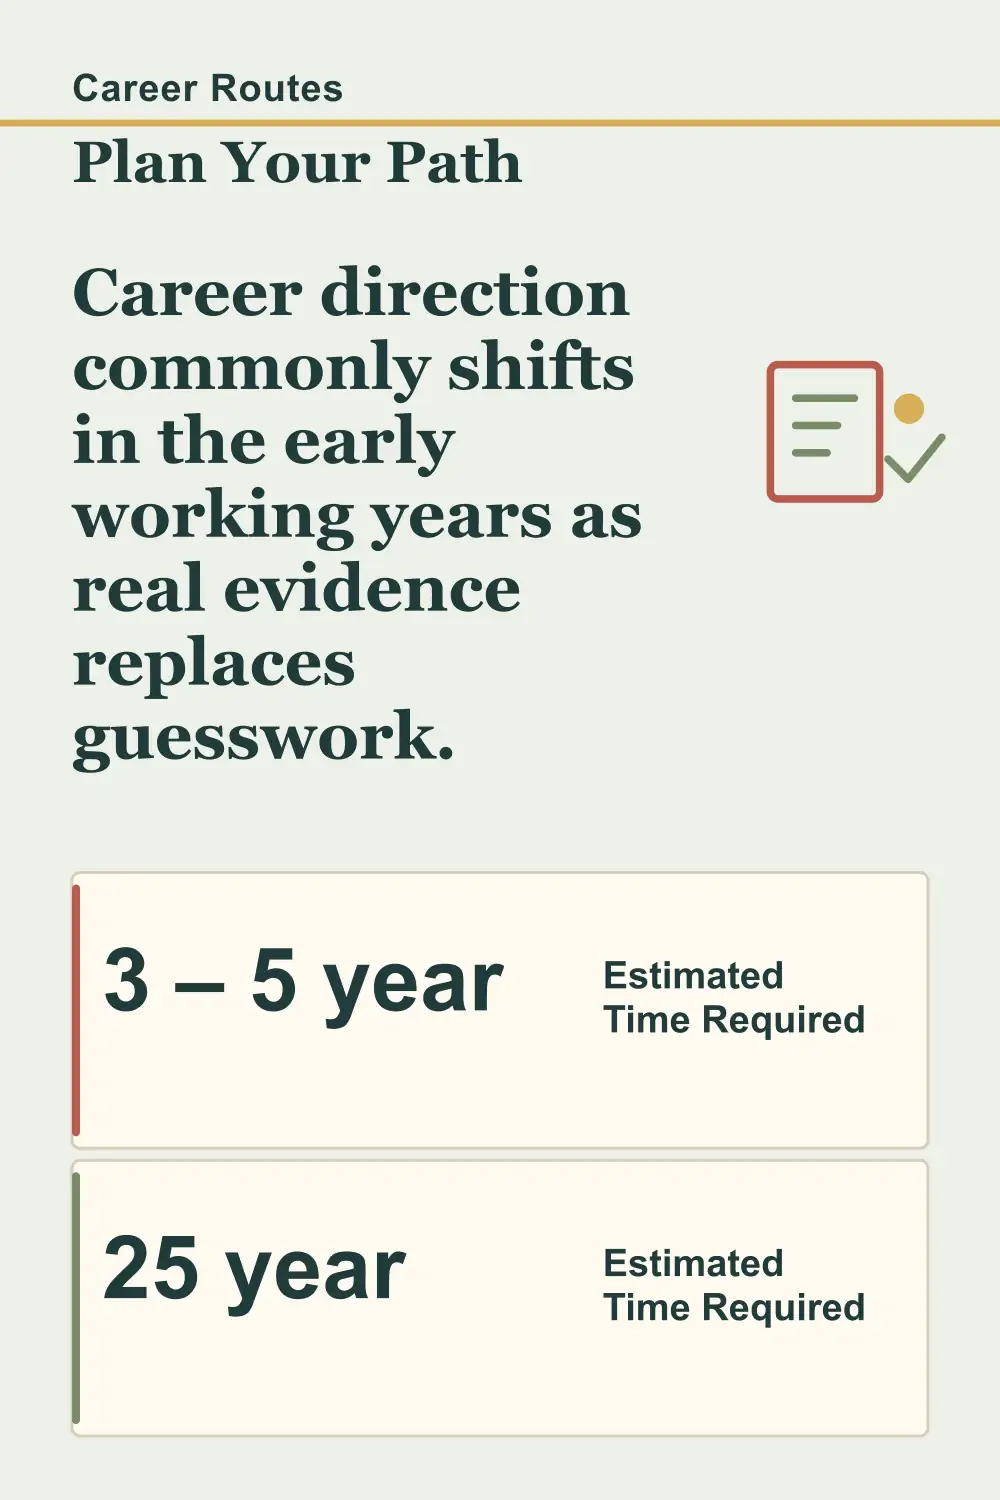 Career Routes
Plan Your Path
Career direction
commonly shifts
in the early
working years as
real evidence
replaces
guesswork.
3 – 5 year
Estimated
Time Required
25 year
Estimated
Time Required